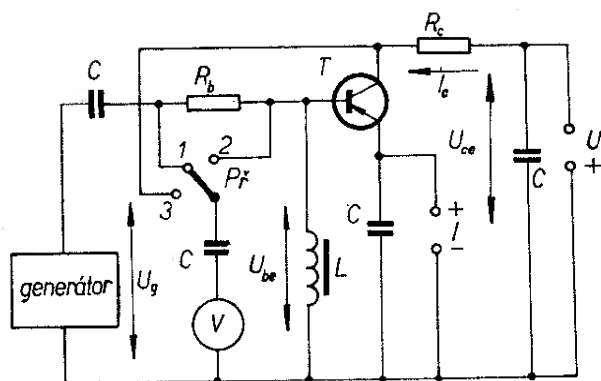 C
R_b
T
R_c
I_c
U_ce
C
U
+
1
2
Př
3
C
U_g
generátor
V
U_be
L
C
+
I
−